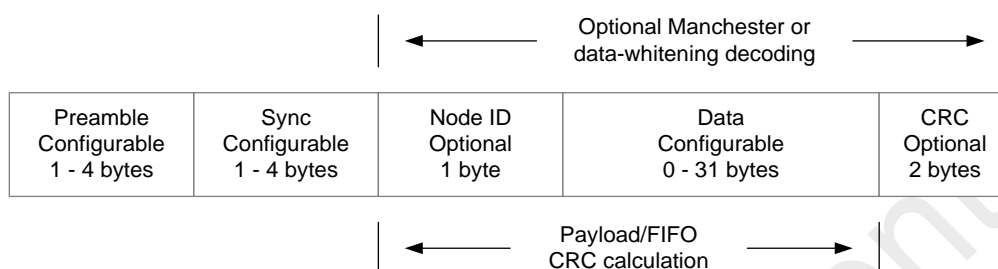 Optional Manchester or
data-whitening decoding
Preamble
Configurable
1 - 4 bytes
Sync
Configurable
1 - 4 bytes
Node ID
Optional
1 byte
Data
Configurable
0 - 31 bytes
CRC
Optional
2 bytes
Payload/FIFO
CRC calculation